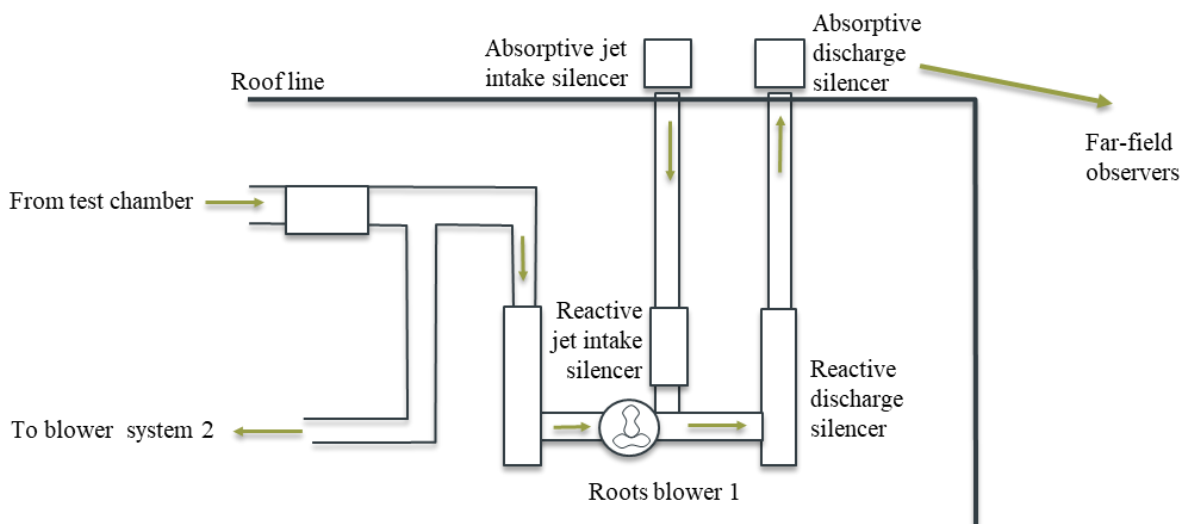 Absorptive jet
intake silencer
Absorptive
discharge
silencer
Roof line
Far-field
observers
From test chamber
Reactive
jet intake
silencer
Reactive
discharge
silencer
To blower system 2
Roots blower 1